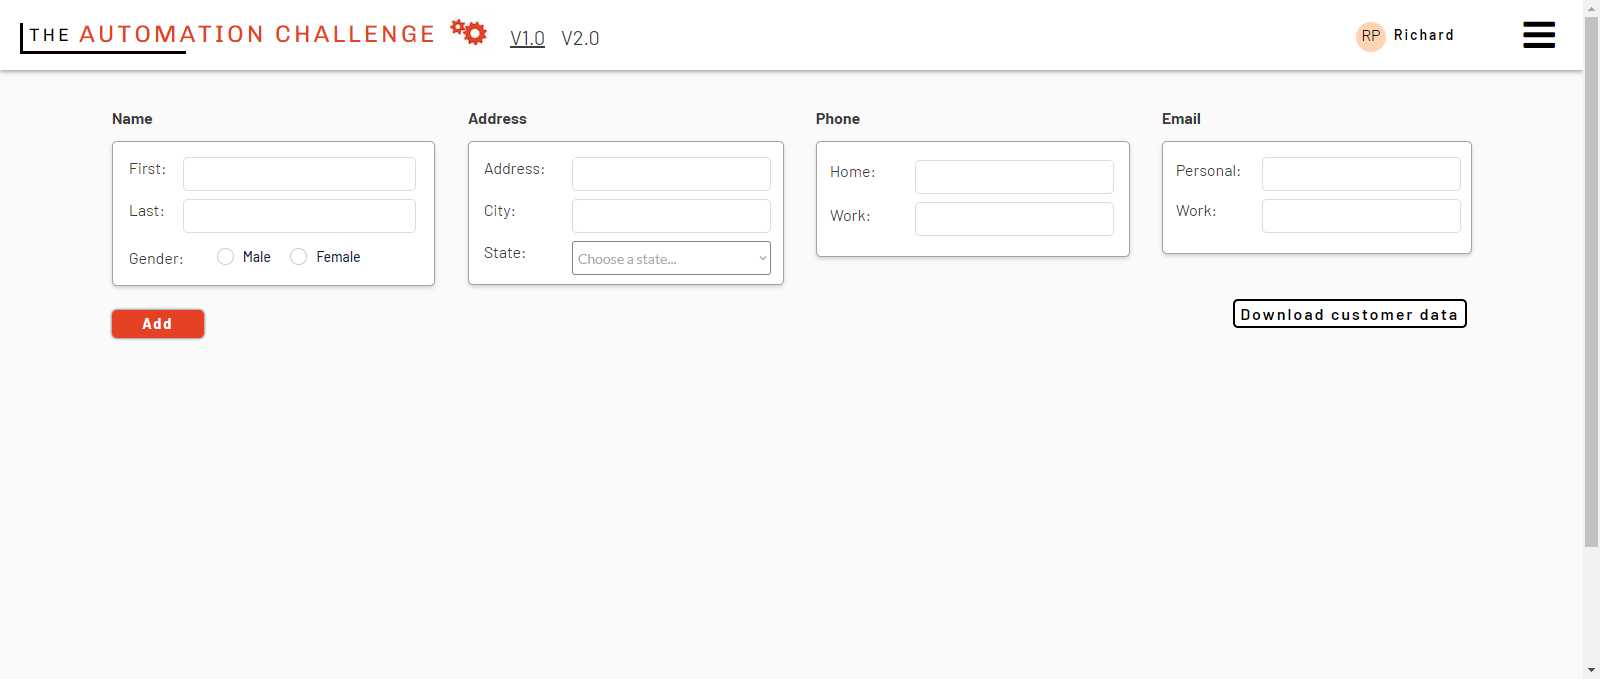 THE AUTOMATION CHALLENGE V1.0 V2.0 RP Richard
Name Address Phone Email
First: Address: Home: Personal:
Last: City: Work: Work:
Gender: Male Female State: Choose a state...
Add Download customer data